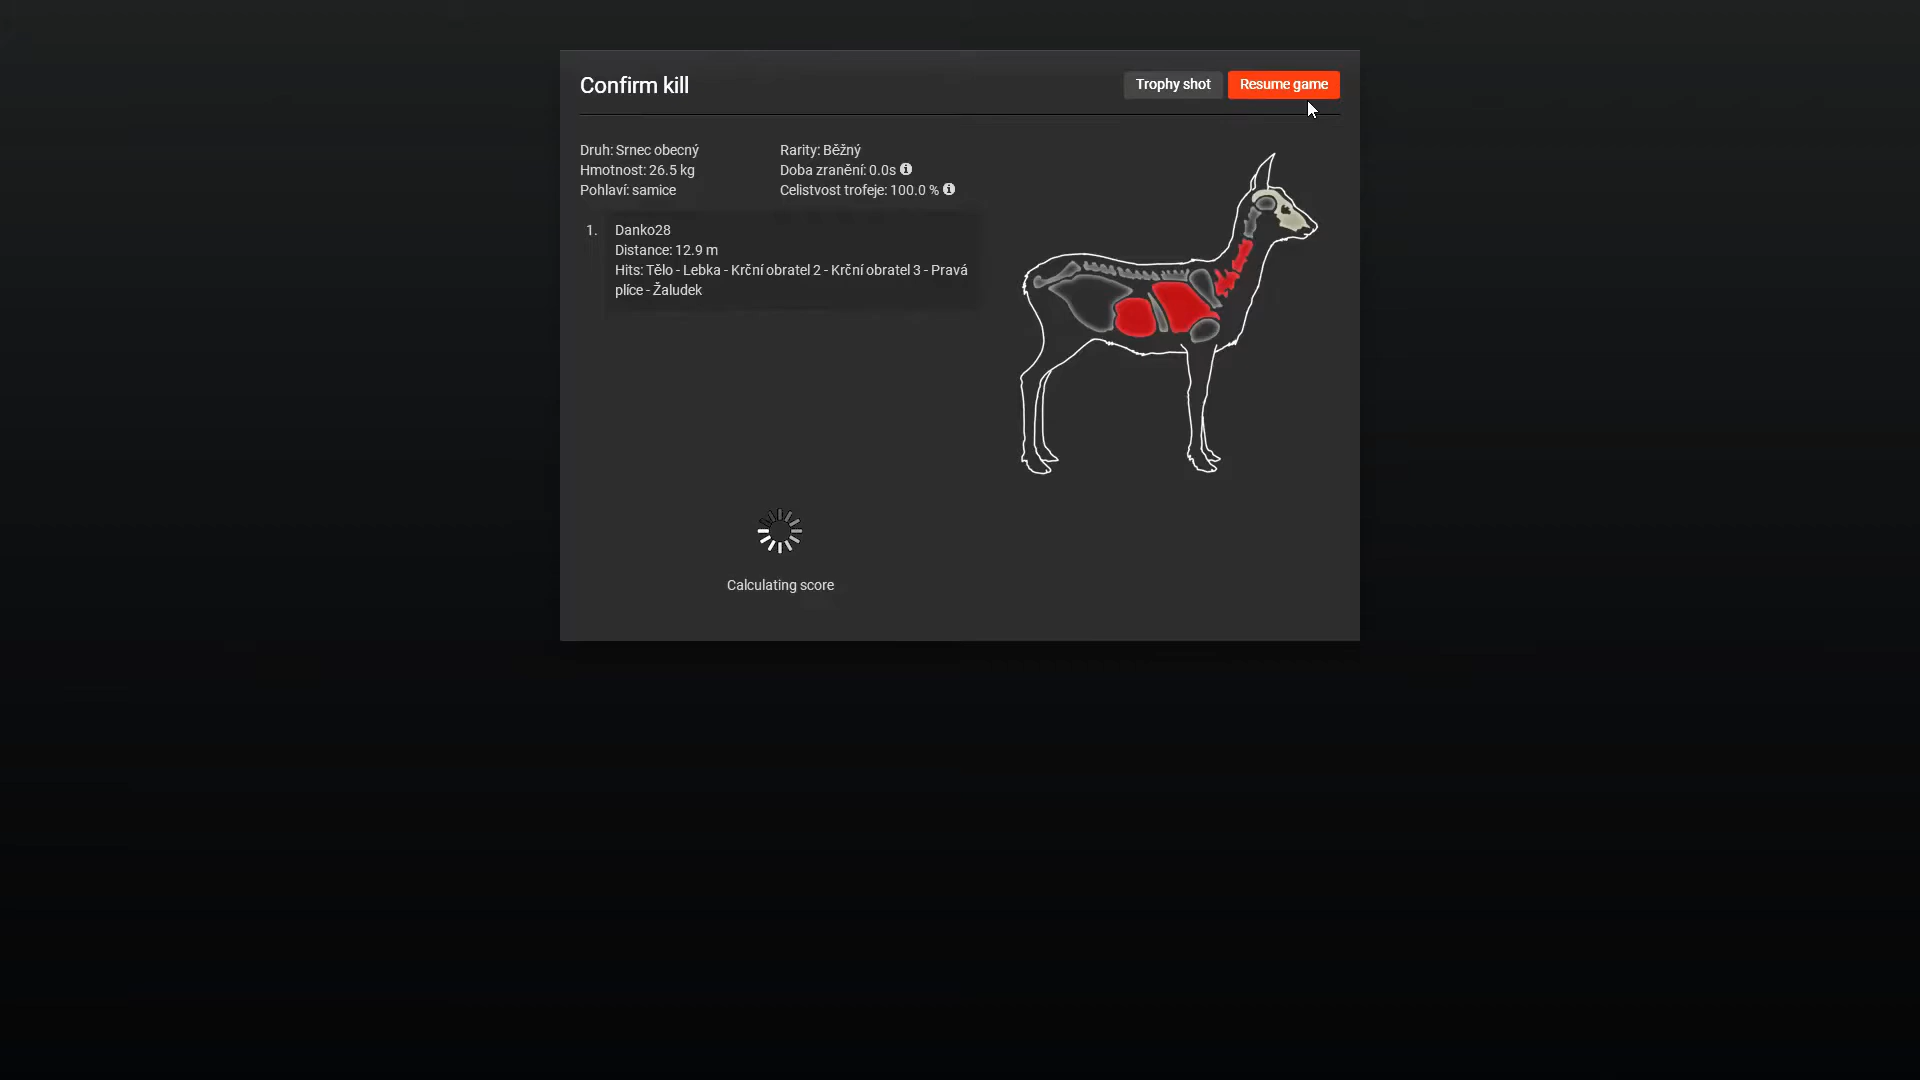 Confirm kill
Trophy shot
Resume game
Druh: Srnec obecný
Hmotnost: 26.5 kg
Pohlaví: samice
Rarity: Běžný
Doba zranění: 0.0s
Celistvost trofeje: 100.0 %
1.
Danko28
Distance: 12.9 m
Hits: Tělo - Lebka - Krční obratel 2 - Krční obratel 3 - Pravá
plíce - Žaludek
Calculating score